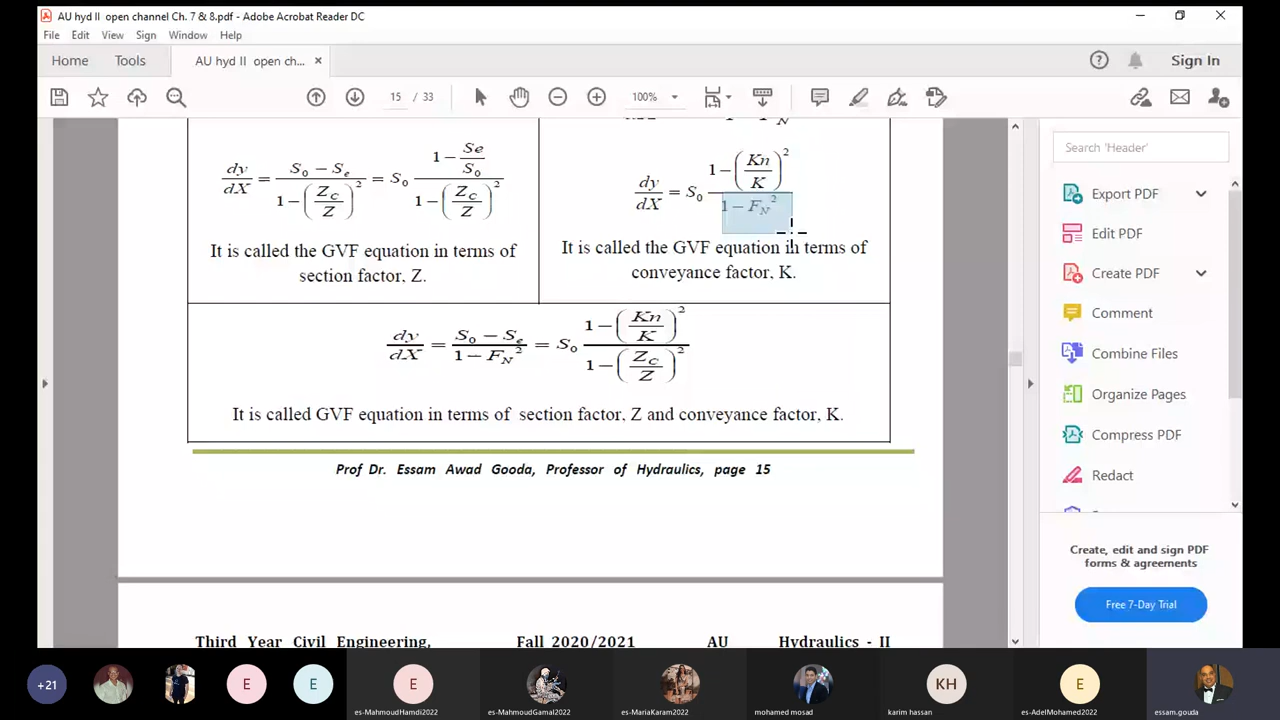 AU hyd II open channel Ch. 7 & 8.pdf - Adobe Acrobat Reader DC
File Edit View Sign Window Help
Home Tools AU hyd II open ch... × Sign In
15 / 33 100%
dy/dX = (S₀ − Sₑ)/(1 − (Z_C/Z)²) = S₀ (1 − Se/S₀)/(1 − (Z_C/Z)²)
It is called the GVF equation in terms of
section factor, Z.
dy/dX = S₀ (1 − (Kn/K)²)/(1 − F_N²)
It is called the GVF equation in terms of
conveyance factor, K.
dy/dX = (S₀ − Sₑ)/(1 − F_N²) = S₀ (1 − (Kn/K)²)/(1 − (Z_C/Z)²)
It is called GVF equation in terms of section factor, Z and conveyance factor, K.
Prof Dr. Essam Awad Gooda, Professor of Hydraulics, page 15
Third Year Civil Engineering, Fall 2020/2021 AU Hydraulics - II
Search 'Header'
Export PDF
Edit PDF
Create PDF
Comment
Combine Files
Organize Pages
Compress PDF
Redact
Create, edit and sign PDF
forms & agreements
Free 7-Day Trial
+21 E E E KH E
es-MahmoudHamdi2022 es-MahmoudGamal2022 es-MariaKaram2022 mohamed mosad karim hassan es-AdelMohamed2022 essam.gouda